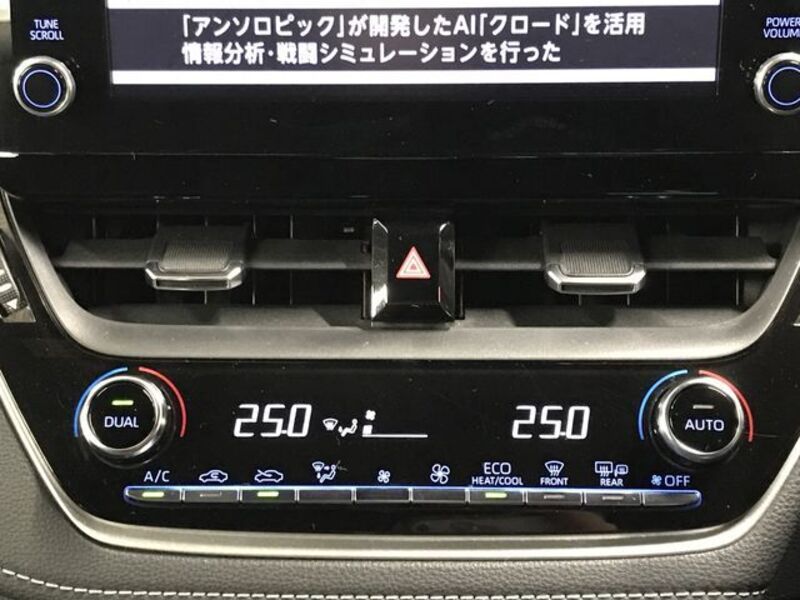 TUNE
SCROLL
「アンソロピック」が開発したAI「クロード」を活用
情報分析・戦闘シミュレーションを行った
POWER
VOLUM
DUAL
25.0
25.0
AUTO
A/C
ECO
HEAT/COOL
FRONT
REAR
OFF